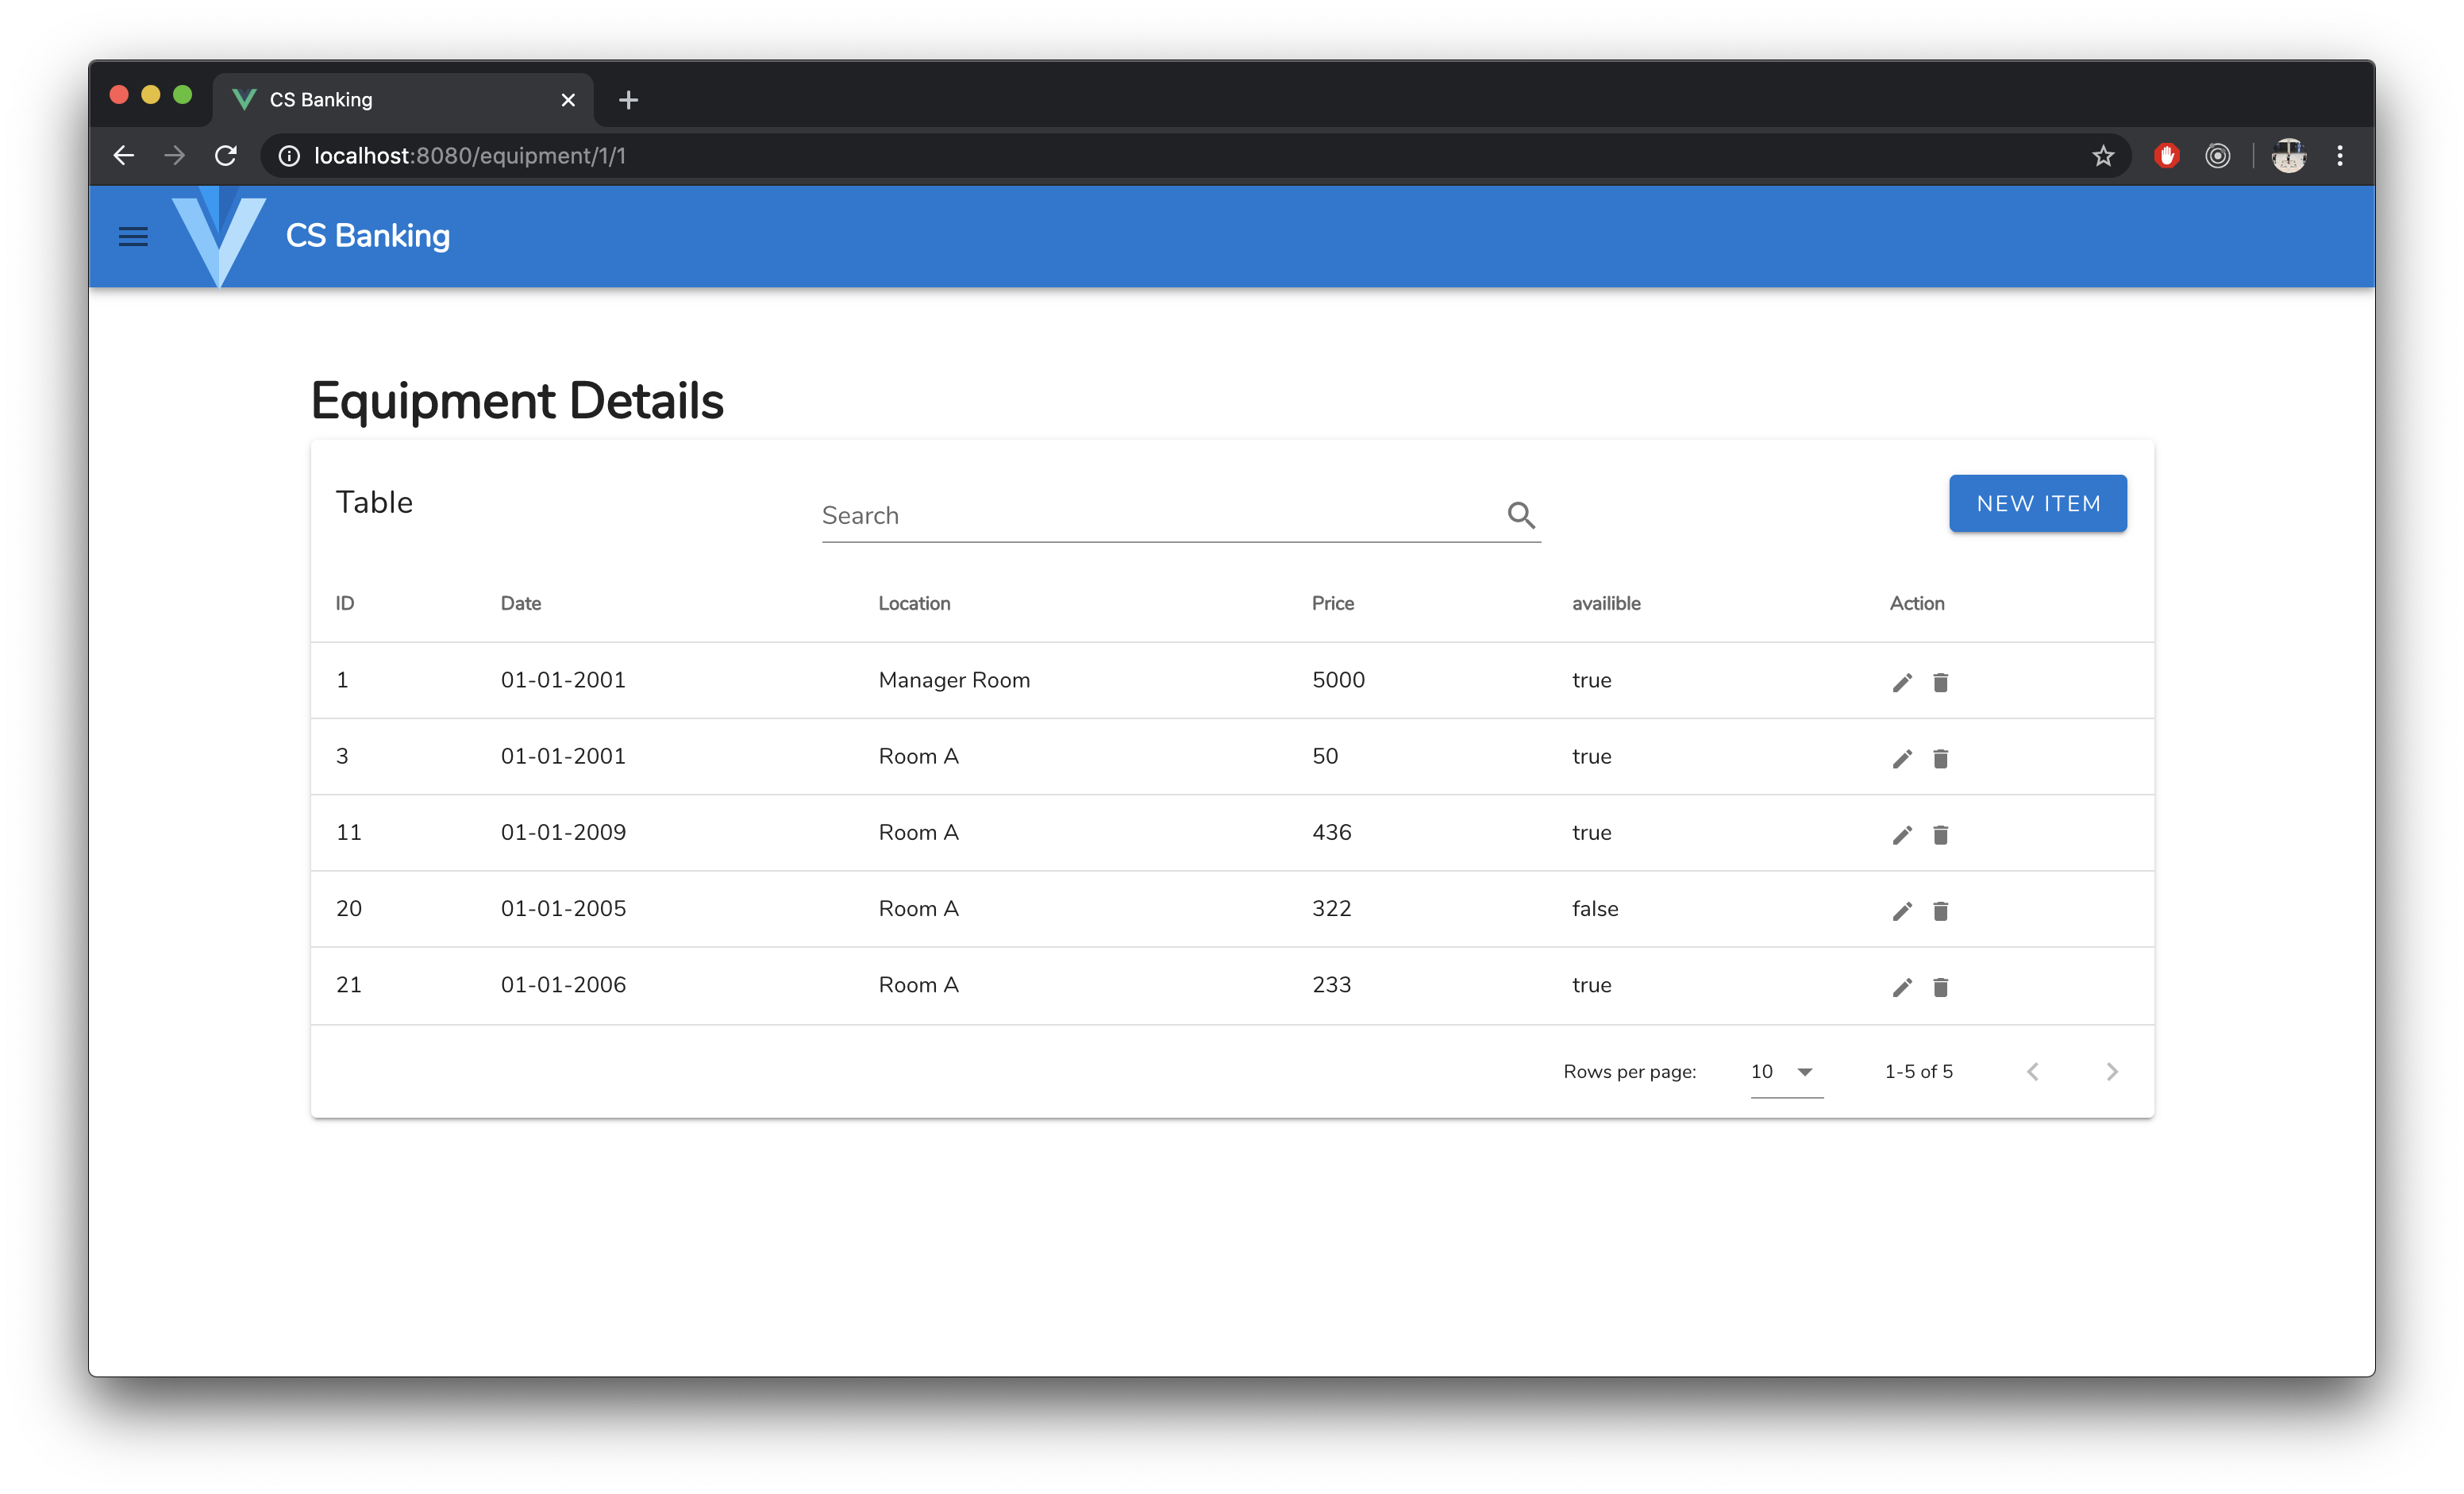 CS Banking
localhost:8080/equipment/1/1
CS Banking
Equipment Details
Table
Search
NEW ITEM
ID Date Location Price availible Action
1 01-01-2001 Manager Room 5000 true
3 01-01-2001 Room A 50 true
11 01-01-2009 Room A 436 true
20 01-01-2005 Room A 322 false
21 01-01-2006 Room A 233 true
Rows per page: 10 1-5 of 5